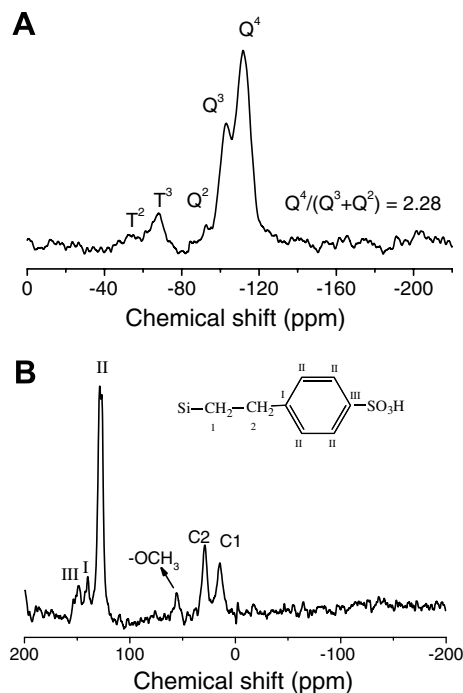 A
Q⁴
Q³
Q²
T³
T²
Q⁴/(Q³+Q²) = 2.28
0 -40 -80 -120 -160 -200
Chemical shift (ppm)
B
II
II II
Si—CH₂—CH₂ I III SO₃H
1 2
II II
C2 C1
-OCH₃
III I
200 100 0 -100 -200
Chemical shift (ppm)